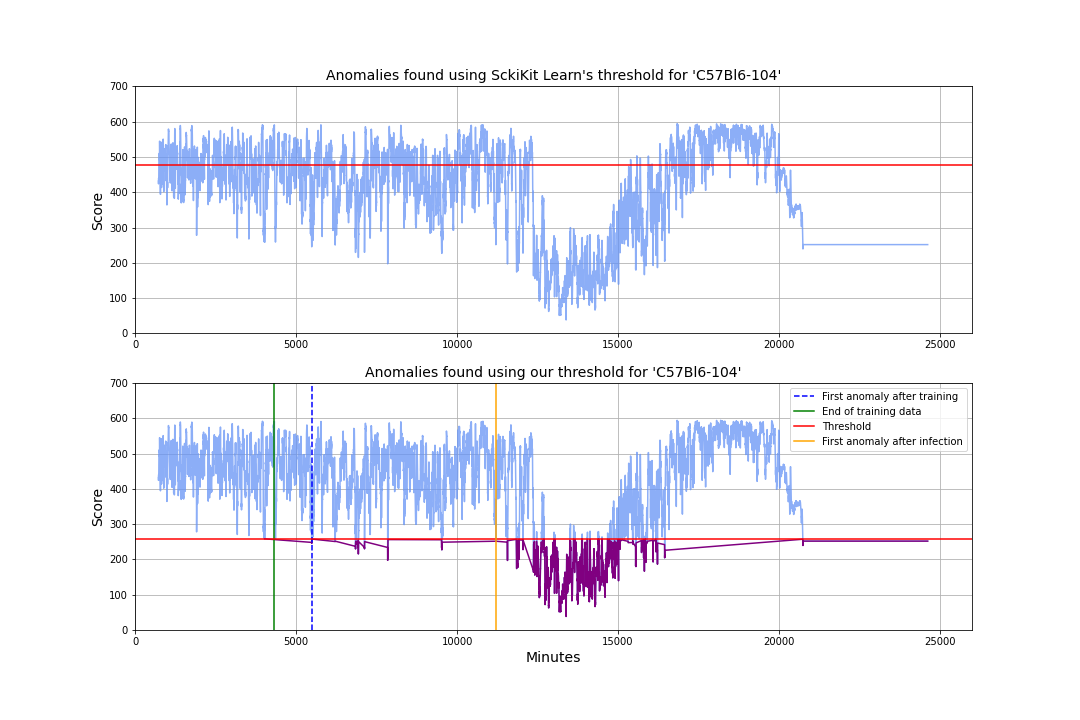 Anomalies found using SckiKit Learn's threshold for 'C57Bl6-104'
700
600
500
400
300
200
100
0
Score
0 5000 10000 15000 20000 25000
Anomalies found using our threshold for 'C57Bl6-104'
700
600
500
400
300
200
100
0
Score
First anomaly after training
End of training data
Threshold
First anomaly after infection
0 5000 10000 15000 20000 25000
Minutes